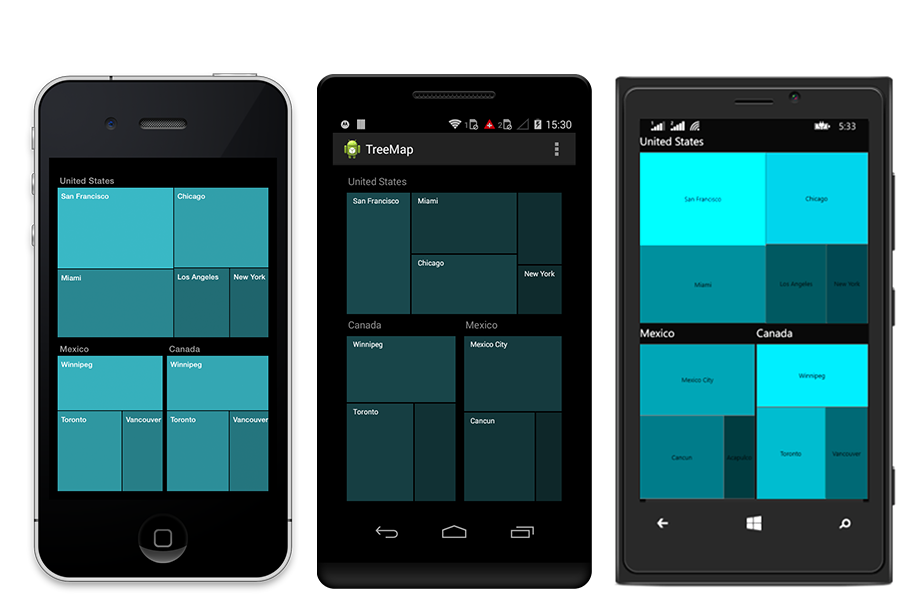 United States
San Francisco
Chicago
Miami
Los Angeles
New York
Mexico
Canada
Winnipeg
Winnipeg
Toronto
Vancouver
Toronto
Vancouver
1
2
15:30
TreeMap
United States
San Francisco
Miami
Chicago
New York
Canada
Mexico
Winnipeg
Mexico City
Toronto
Cancun
5:33
United States
San Francisco
Chicago
Miami
Los Angeles
New York
Mexico
Canada
Mexico City
Winnipeg
Cancun
Acapulco
Toronto
Vancouver